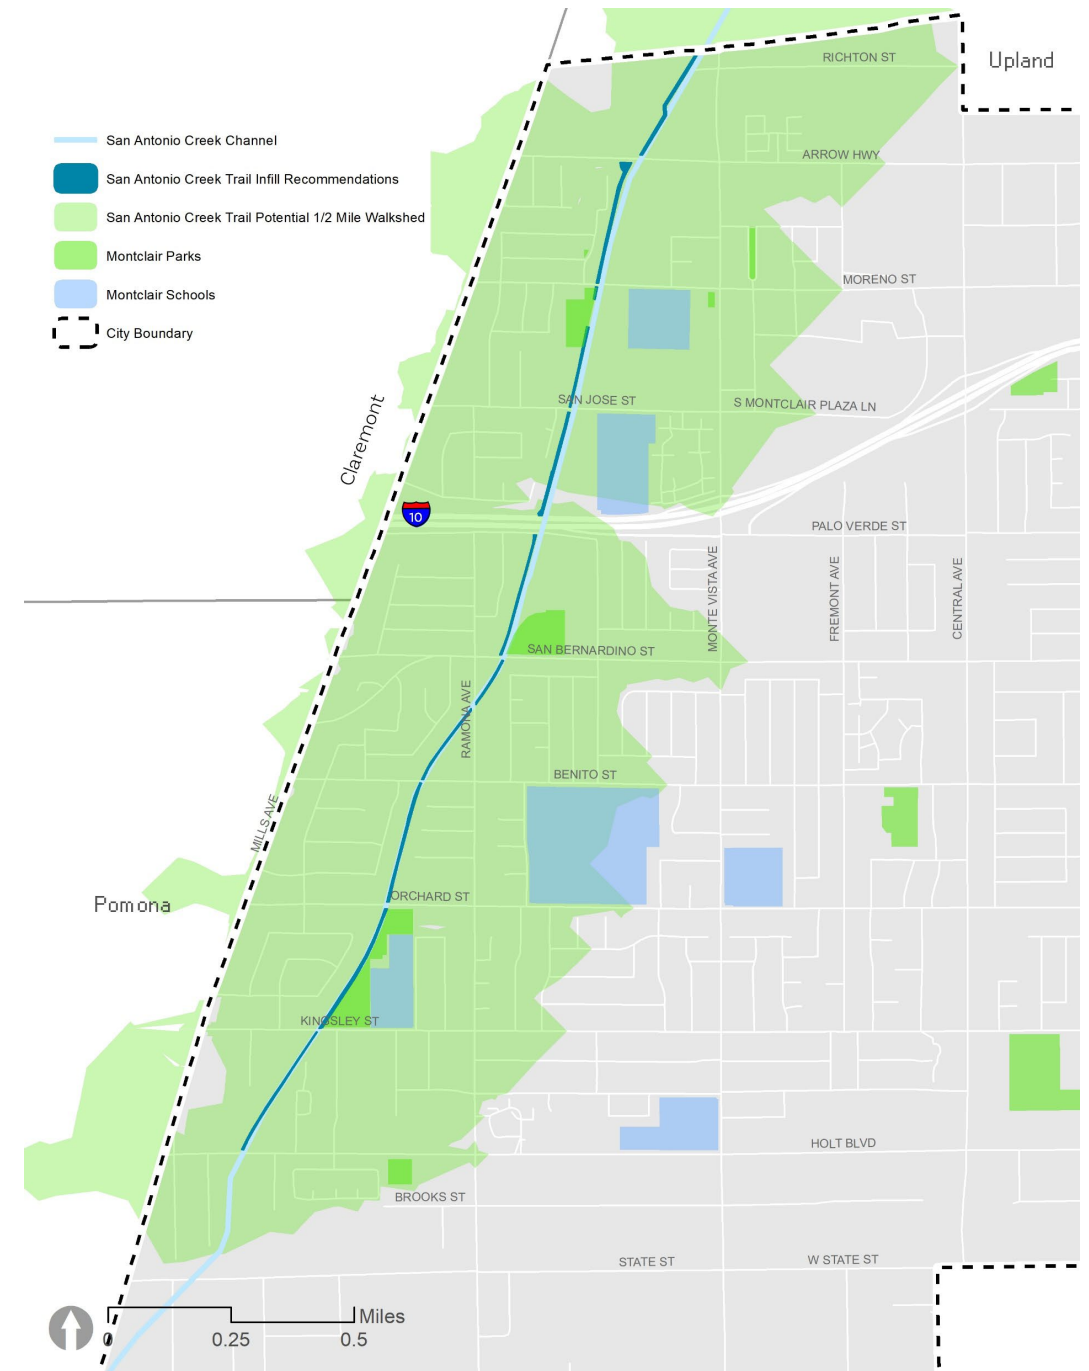 RICHTON ST
Upland
San Antonio Creek Channel
ARROW HWY
San Antonio Creek Trail Infill Recommendations
San Antonio Creek Trail Potential 1/2 Mile Walkshed
Montclair Parks
MORENO ST
Montclair Schools
City Boundary
SAN JOSE ST
S MONTCLAIR PLAZA LN
Claremont
10
PALO VERDE ST
MONTE VISTA AVE
FREMONT AVE
CENTRAL AVE
SAN BERNARDINO ST
RAMONA AVE
BENITO ST
MILLS AVE
ORCHARD ST
Pomona
KINGSLEY ST
HOLT BLVD
BROOKS ST
STATE ST
W STATE ST
Miles
0
0.25
0.5